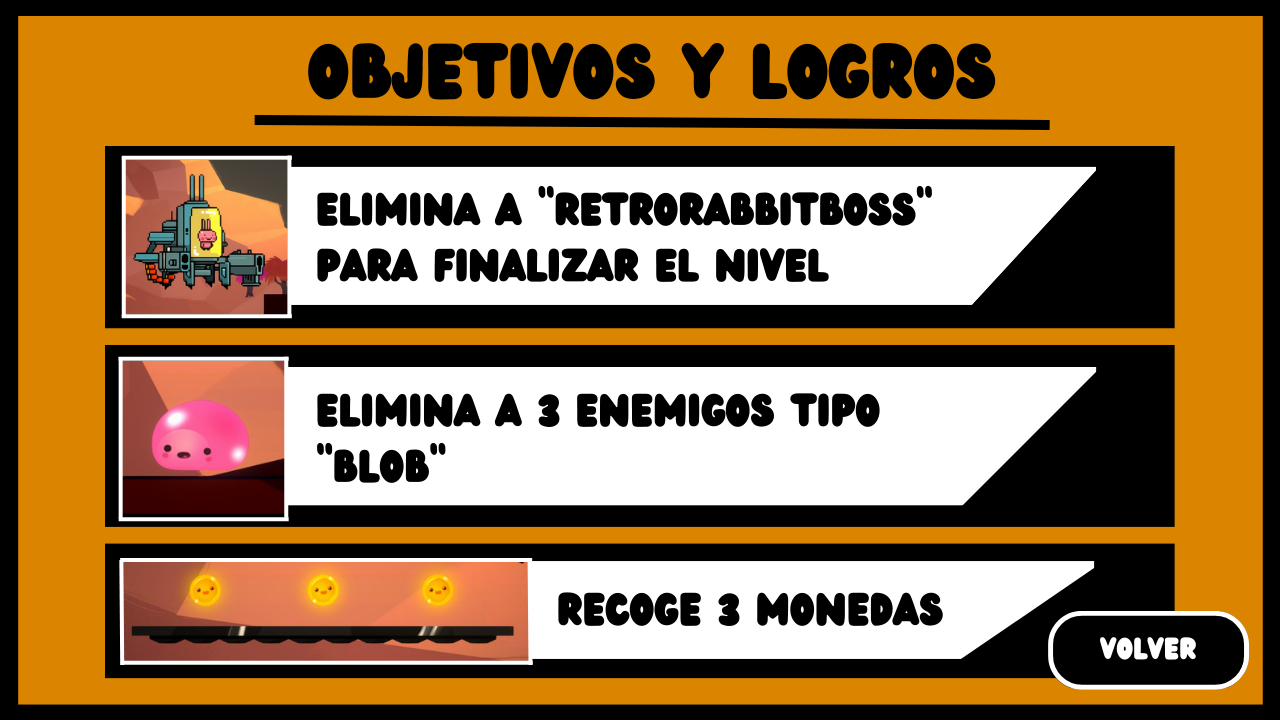 OBJETIVOS Y LOGROS
ELIMINA A "RETRORABBITBOSS"
PARA FINALIZAR EL NIVEL
ELIMINA A 3 ENEMIGOS TIPO
"BLOB"
RECOGE 3 MONEDAS
VOLVER